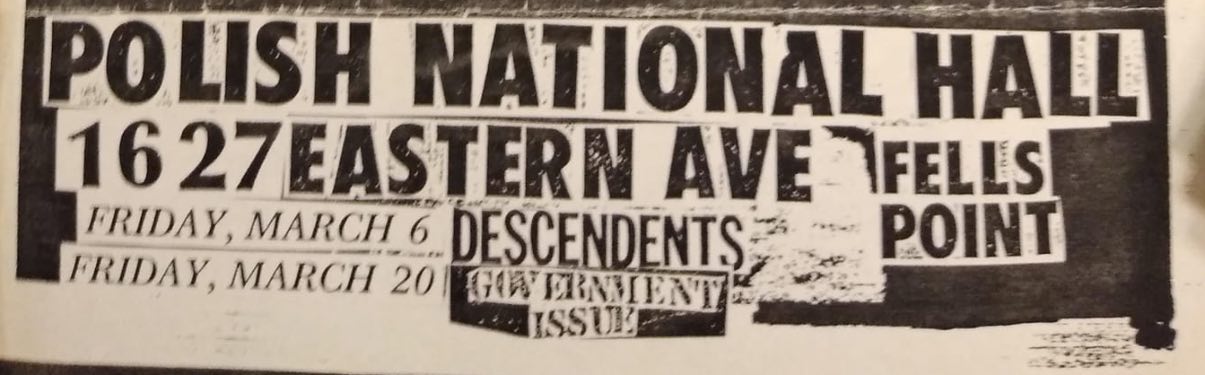 POLISH NATIONAL HALL
1627 EASTERN AVE FELLS
POINT
FRIDAY, MARCH 6 DESCENDENTS
FRIDAY, MARCH 20 GOVERNMENT
ISSUE